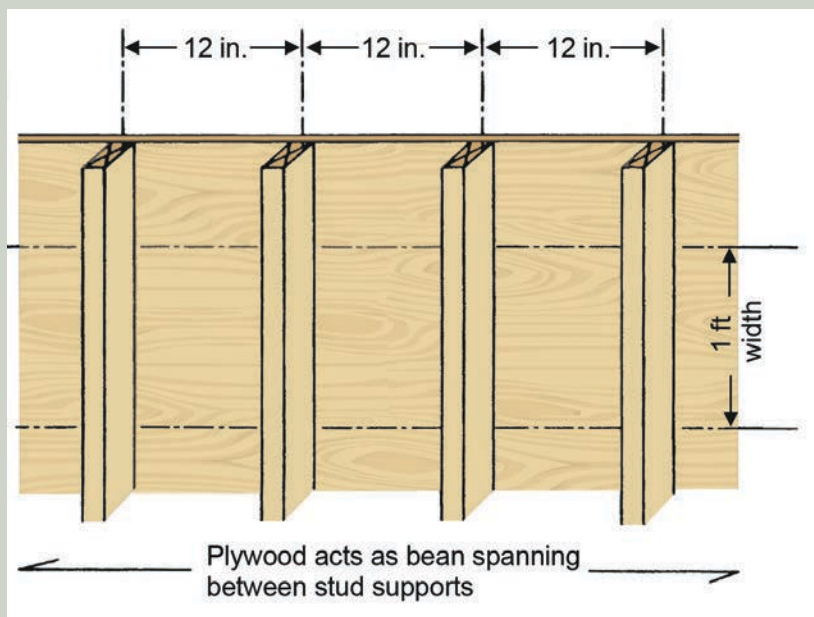 12 in. 12 in. 12 in.
1 ft
width
Plywood acts as bean spanning
between stud supports